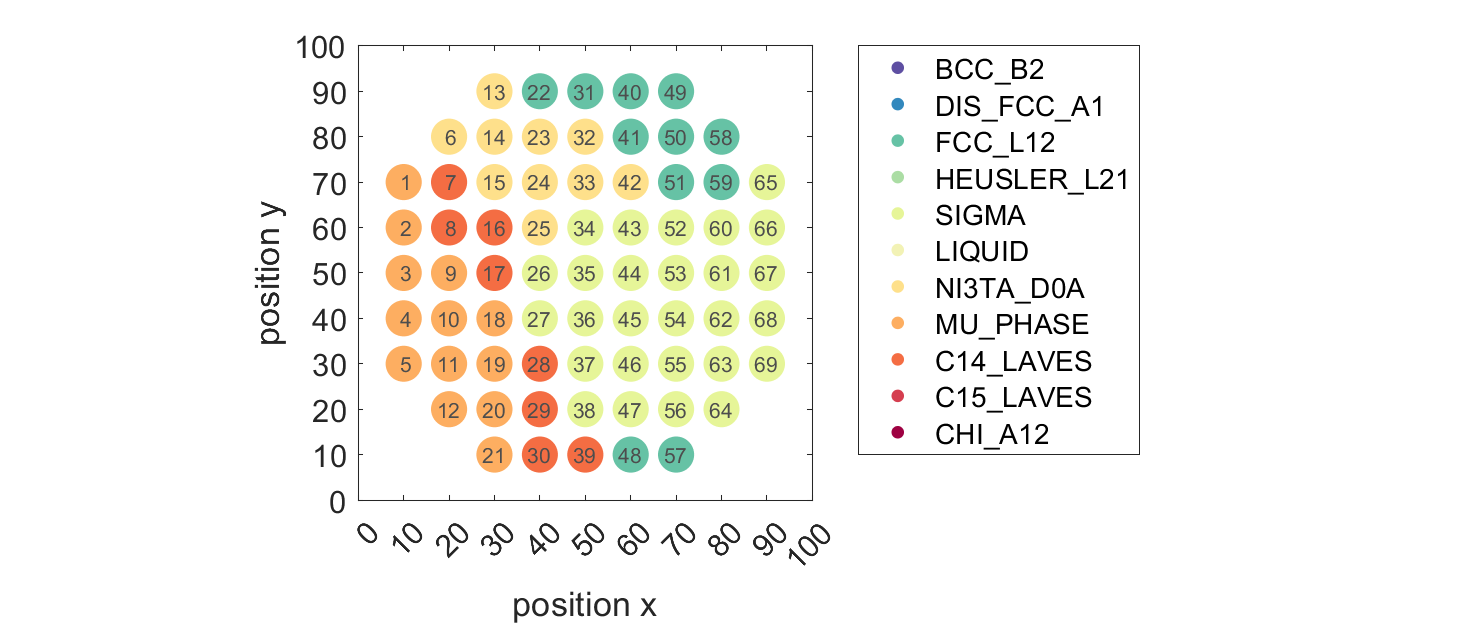 100
90
80
70
60
50
40
30
20
10
0
position y
13 22 31 40 49
6 14 23 32 41 50 58
1 7 15 24 33 42 51 59 65
2 8 16 25 34 43 52 60 66
3 9 17 26 35 44 53 61 67
4 10 18 27 36 45 54 62 68
5 11 19 28 37 46 55 63 69
12 20 29 38 47 56 64
21 30 39 48 57
0 10 20 30 40 50 60 70 80 90 100
position x
BCC_B2
DIS_FCC_A1
FCC_L12
HEUSLER_L21
SIGMA
LIQUID
NI3TA_D0A
MU_PHASE
C14_LAVES
C15_LAVES
CHI_A12